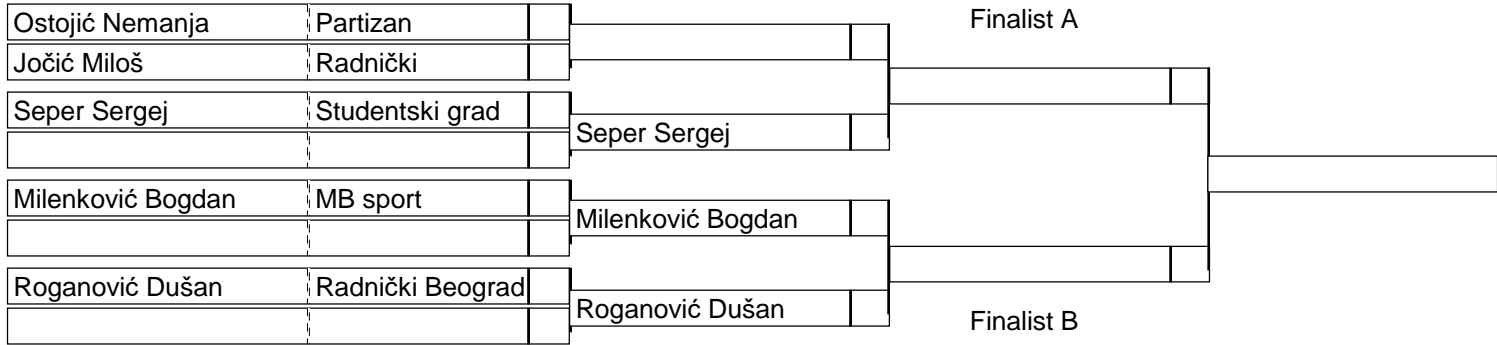 Ostojić Nemanja Partizan
Jočić Miloš Radnički
Seper Sergej Studentski grad
Milenković Bogdan MB sport
Roganović Dušan Radnički Beograd
Seper Sergej
Milenković Bogdan
Roganović Dušan
Finalist A
Finalist B